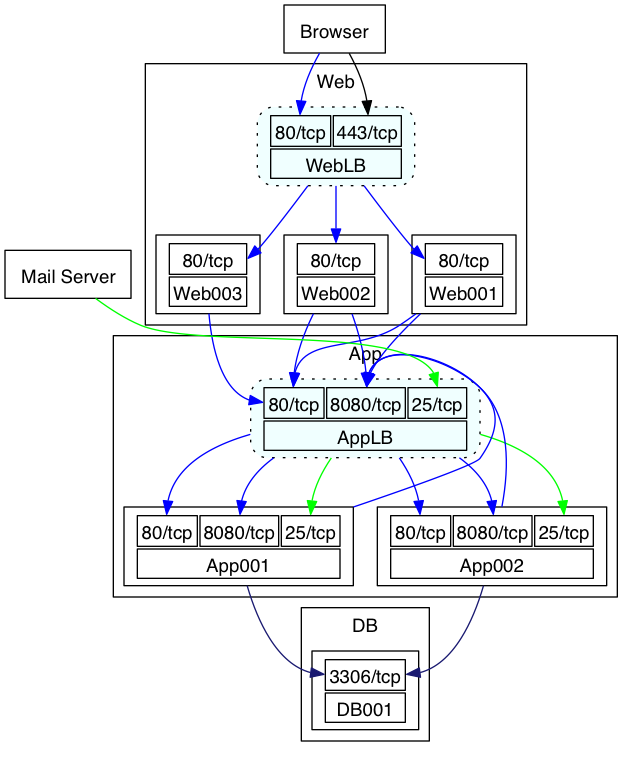 Browser
Web
80/tcp 443/tcp
WebLB
80/tcp 80/tcp 80/tcp
Web003 Web002 Web001
Mail Server
App
80/tcp 8080/tcp 25/tcp
AppLB
80/tcp 8080/tcp 25/tcp 80/tcp 8080/tcp 25/tcp
App001 App002
DB
3306/tcp
DB001